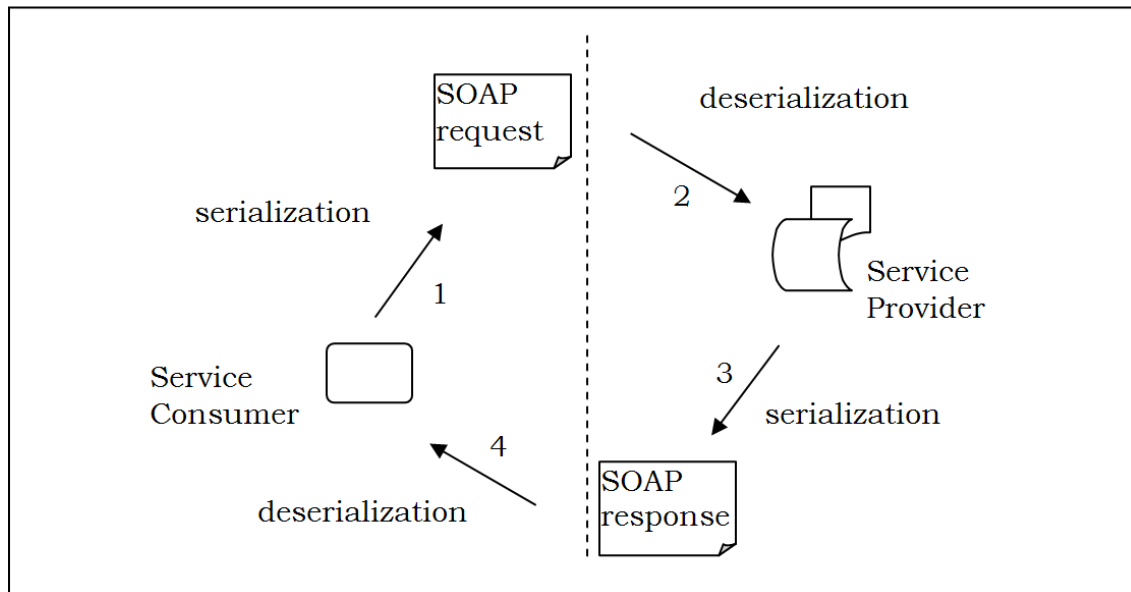 SOAP
request
deserialization
2
serialization
1
Service
Provider
Service
Consumer
3
serialization
4
deserialization
SOAP
response